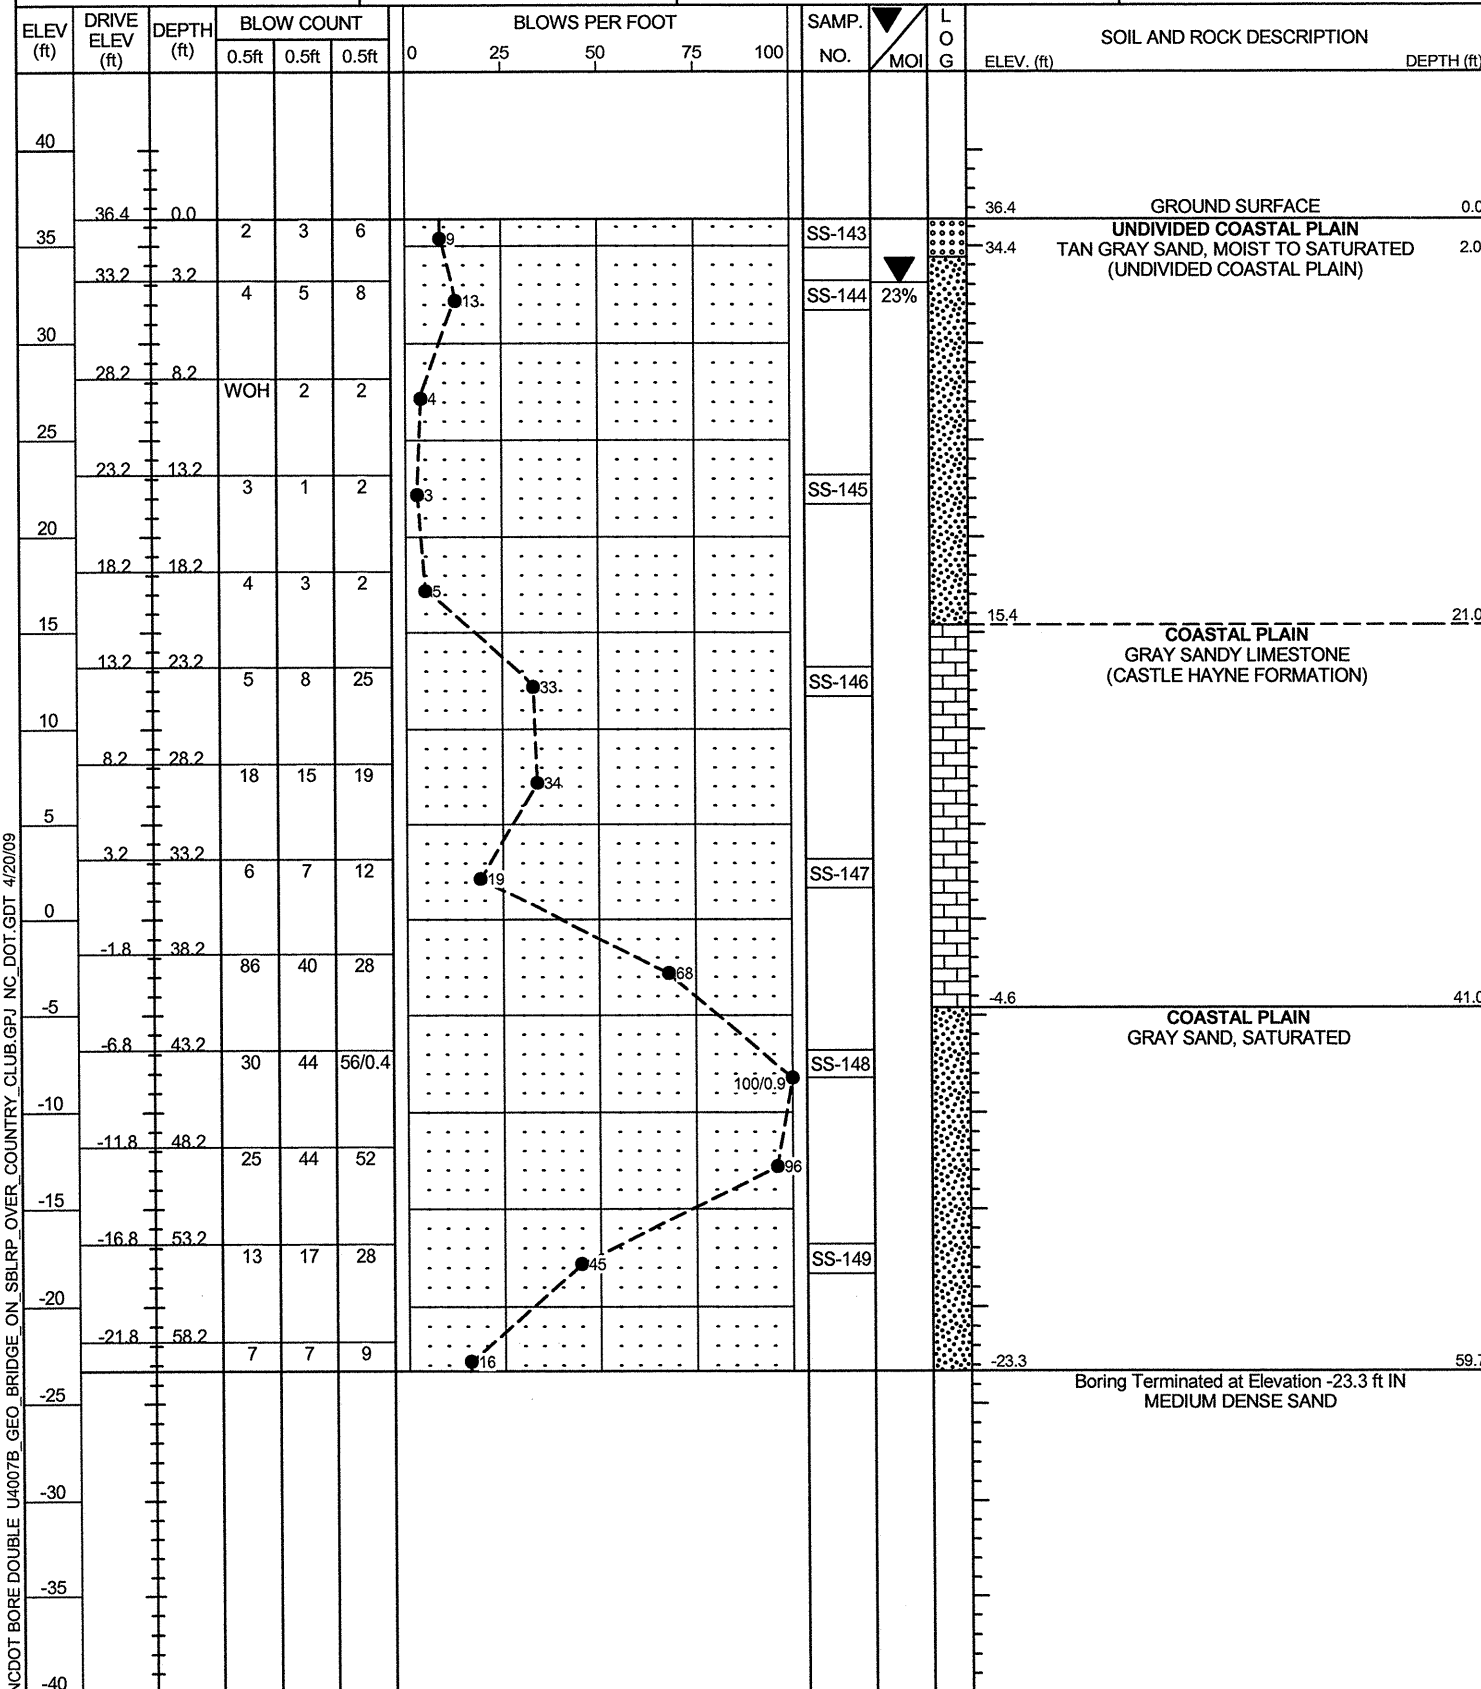 ELEV (ft) DRIVE ELEV (ft) DEPTH (ft) BLOW COUNT BLOWS PER FOOT SAMP. NO. MOI LOG SOIL AND ROCK DESCRIPTION
0.5ft 0.5ft 0.5ft 0 25 50 75 100 ELEV. (ft) DEPTH (ft)
40
36.4 0.0 36.4 GROUND SURFACE 0.0
2 3 6 9 SS-143 UNDIVIDED COASTAL PLAIN
35 34.4 TAN GRAY SAND, MOIST TO SATURATED 2.0
33.2 3.2 (UNDIVIDED COASTAL PLAIN)
4 5 8 13 SS-144 23%
30
28.2 8.2
WOH 2 2 4
25
23.2 13.2
3 1 2 3 SS-145
20
18.2 18.2
4 3 2 5
15.4 21.0
15 COASTAL PLAIN
GRAY SANDY LIMESTONE
13.2 23.2 (CASTLE HAYNE FORMATION)
5 8 25 33 SS-146
10
8.2 28.2
18 15 19 34
5
3.2 33.2
6 7 12 19 SS-147
0
-1.8 38.2
86 40 28 68
-4.6 41.0
-5 COASTAL PLAIN
GRAY SAND, SATURATED
-6.8 43.2
30 44 56/0.4 100/0.9 SS-148
-10
-11.8 48.2
25 44 52 96
-15
-16.8 53.2
13 17 28 45 SS-149
-20
-21.8 58.2
7 7 9 16
-23.3 59.7
Boring Terminated at Elevation -23.3 ft IN
MEDIUM DENSE SAND
-25
-30
-35
-40
NCDOT BORE DOUBLE U4007B_GEO_BRIDGE_ON_SBLRP_OVER_COUNTRY_CLUB.GPJ NC_DOT.GDT 4/20/09